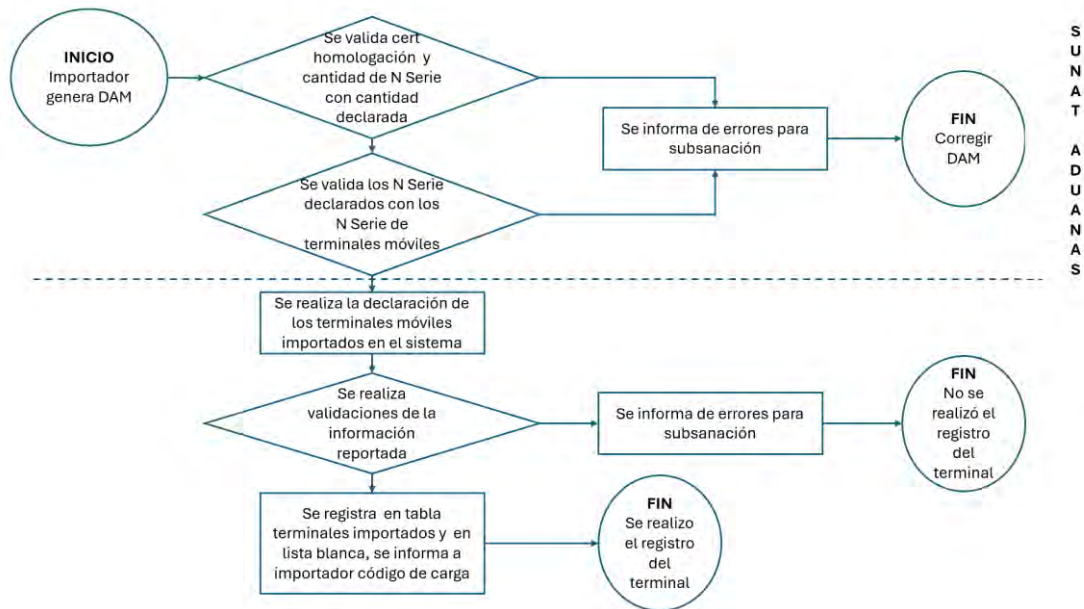 INICIO
Importador
genera DAM
Se valida cert
homologación y
cantidad de N Serie
con cantidad
declarada
Se informa de errores para
subsanación
FIN
Corregir
DAM
Se valida los N Serie
declarados con los
N Serie de
terminales móviles
SUNAT ADUANAS
Se realiza la declaración de
los terminales móviles
importados en el sistema
Se realiza
validaciones de la
información
reportada
Se informa de errores para
subsanación
FIN
No se
realizó el
registro
del
terminal
Se registra en tabla
terminales importados y en
lista blanca, se informa a
importador código de carga
FIN
Se realizo
el registro
del
terminal